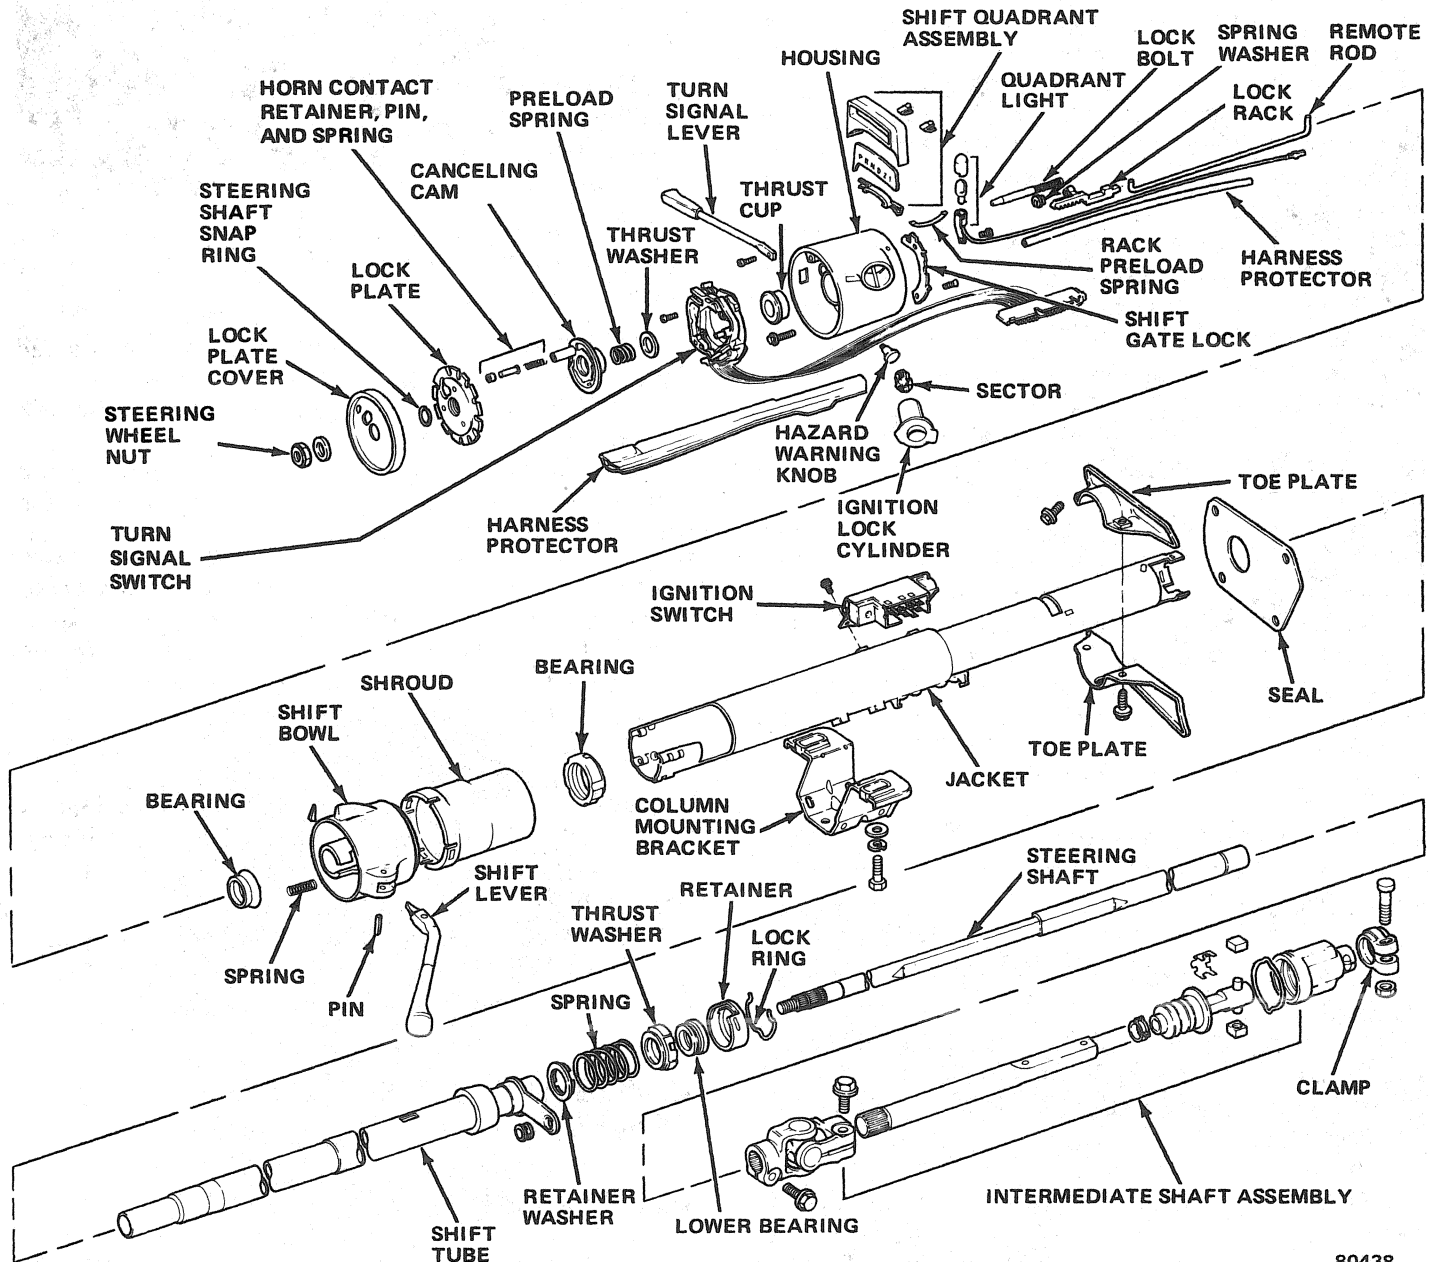 SHIFT QUADRANT
ASSEMBLY
LOCK
BOLT
SPRING
WASHER
REMOTE
ROD
HOUSING
QUADRANT
LIGHT
LOCK
RACK
HORN CONTACT
RETAINER, PIN,
AND SPRING
PRELOAD
SPRING
TURN
SIGNAL
LEVER
CANCELING
CAM
THRUST
CUP
STEERING
SHAFT
SNAP
RING
THRUST
WASHER
LOCK
PLATE
RACK
PRELOAD
SPRING
HARNESS
PROTECTOR
SHIFT
GATE LOCK
LOCK
PLATE
COVER
SECTOR
STEERING
WHEEL
NUT
HAZARD
WARNING
KNOB
TOE PLATE
IGNITION
LOCK
CYLINDER
HARNESS
PROTECTOR
TURN
SIGNAL
SWITCH
IGNITION
SWITCH
BEARING
SHROUD
SEAL
SHIFT
BOWL
TOE PLATE
JACKET
BEARING
COLUMN
MOUNTING
BRACKET
STEERING
SHAFT
SHIFT
LEVER
RETAINER
THRUST
WASHER
LOCK
RING
SPRING
PIN
SPRING
CLAMP
RETAINER
WASHER
LOWER BEARING
INTERMEDIATE SHAFT ASSEMBLY
SHIFT
TUBE
80438